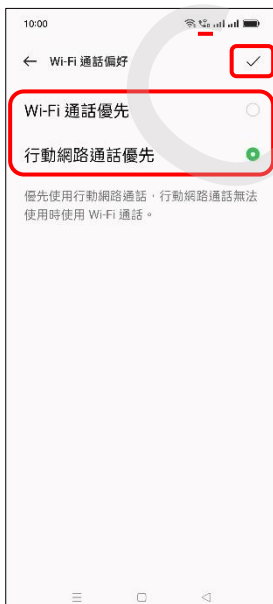 10:00
Wi-Fi 通話偏好
Wi-Fi 通話優先
行動網路通話優先
優先使用行動網路通話，行動網路通話無法
使用時使用 Wi-Fi 通話。